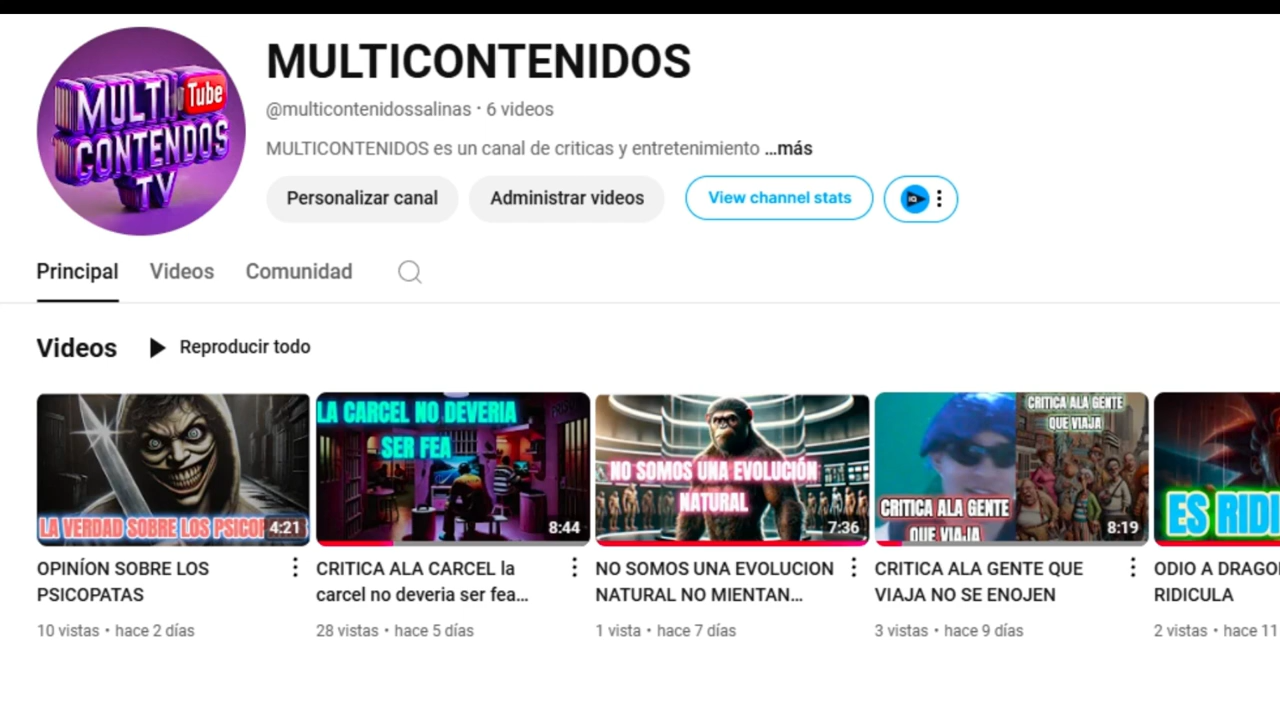 MULTI Tube
CONTENDOS
TV
MULTICONTENIDOS
@multicontenidossalinas • 6 videos
MULTICONTENIDOS es un canal de criticas y entretenimiento ...más
Personalizar canal
Administrar videos
View channel stats
IQ
Principal
Videos
Comunidad
Videos
Reproducir todo
LA VERDAD SOBRE LOS PSICOP
4:21
OPINÍON SOBRE LOS
PSICOPATAS
10 vistas • hace 2 días
LA CARCEL NO DEVERIA
SER FEA
8:44
CRITICA ALA CARCEL la
carcel no deveria ser fea...
28 vistas • hace 5 días
NO SOMOS UNA EVOLUCIÓN
NATURAL
7:36
NO SOMOS UNA EVOLUCION
NATURAL NO MIENTAN...
1 vista • hace 7 días
CRITICA ALA GENTE
QUE VIAJA
CRITICA ALA GENTE
QUE VIAJA
8:19
CRITICA ALA GENTE QUE
VIAJA NO SE ENOJEN
3 vistas • hace 9 días
ES RIDI
ODIO A DRAGO
RIDICULA
2 vistas • hace 11